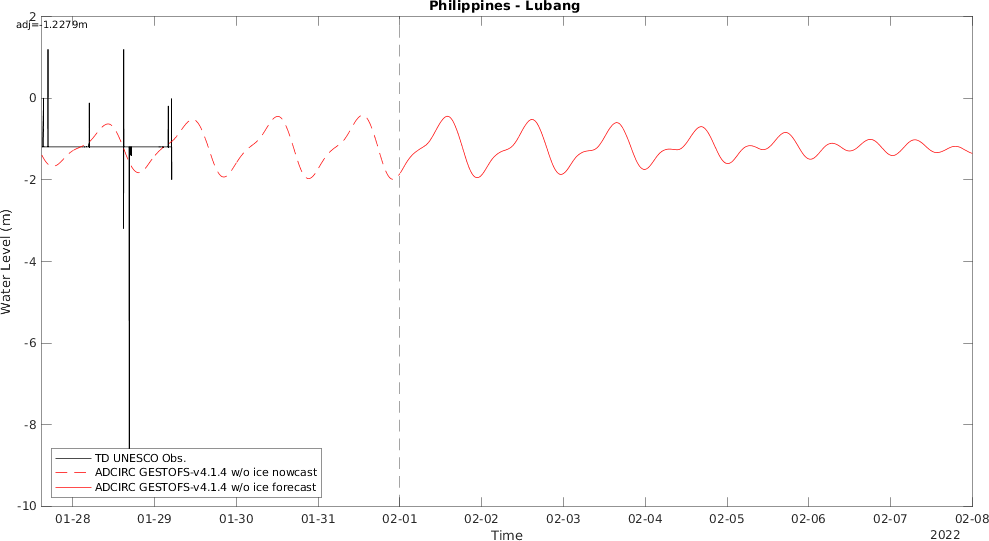 Philippines - Lubang
adj=-1.2279m
2
0
-2
-4
-6
-8
-10
Water Level (m)
TD UNESCO Obs.
ADCIRC GESTOFS-v4.1.4 w/o ice nowcast
ADCIRC GESTOFS-v4.1.4 w/o ice forecast
01-28 01-29 01-30 01-31 02-01 02-02 02-03 02-04 02-05 02-06 02-07 02-08
Time
2022